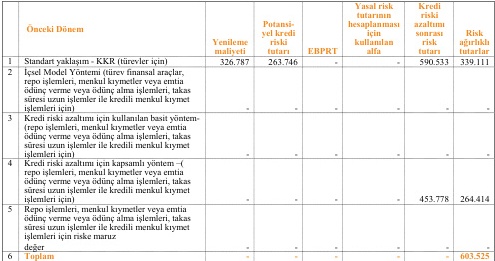 Önceki Dönem
Yenileme maliyeti
Potansi-yel kredi riski tutarı
EBPRT
Yasal risk tutarının hesaplanması için kullanılan alfa
Kredi riski azaltımı sonrası risk tutarı
Risk ağırlıklı tutarlar
1 Standart yaklaşım - KKR (türevler için) 326.787 263.746 - - 590.533 339.111
2 İçsel Model Yöntemi (türev finansal araçlar,
repo işlemleri, menkul kıymetler veya emtia
ödünç verme veya ödünç alma işlemleri, takas
süresi uzun işlemler ile kredili menkul kıymet
işlemleri için) - - - - - -
3 Kredi riski azaltımı için kullanılan basit yöntem-
(repo işlemleri, menkul kıymetler veya emtia
ödünç verme veya ödünç alma işlemleri, takas
süresi uzun işlemler ile kredili menkul kıymet
işlemleri için) - - - - - -
4 Kredi riski azaltımı için kapsamlı yöntem –(
repo işlemleri, menkul kıymetler veya emtia
ödünç verme veya ödünç alma işlemleri, takas
süresi uzun işlemler ile kredili menkul kıymet
işlemleri için) - - - - 453.778 264.414
5 Repo işlemleri, menkul kıymetler veya emtia
ödünç verme veya ödünç alma işlemleri, takas
süresi uzun işlemler ile kredili menkul kıymet
işlemleri için riske maruz
değer - - - - - -
6 Toplam - - - - - 603.525